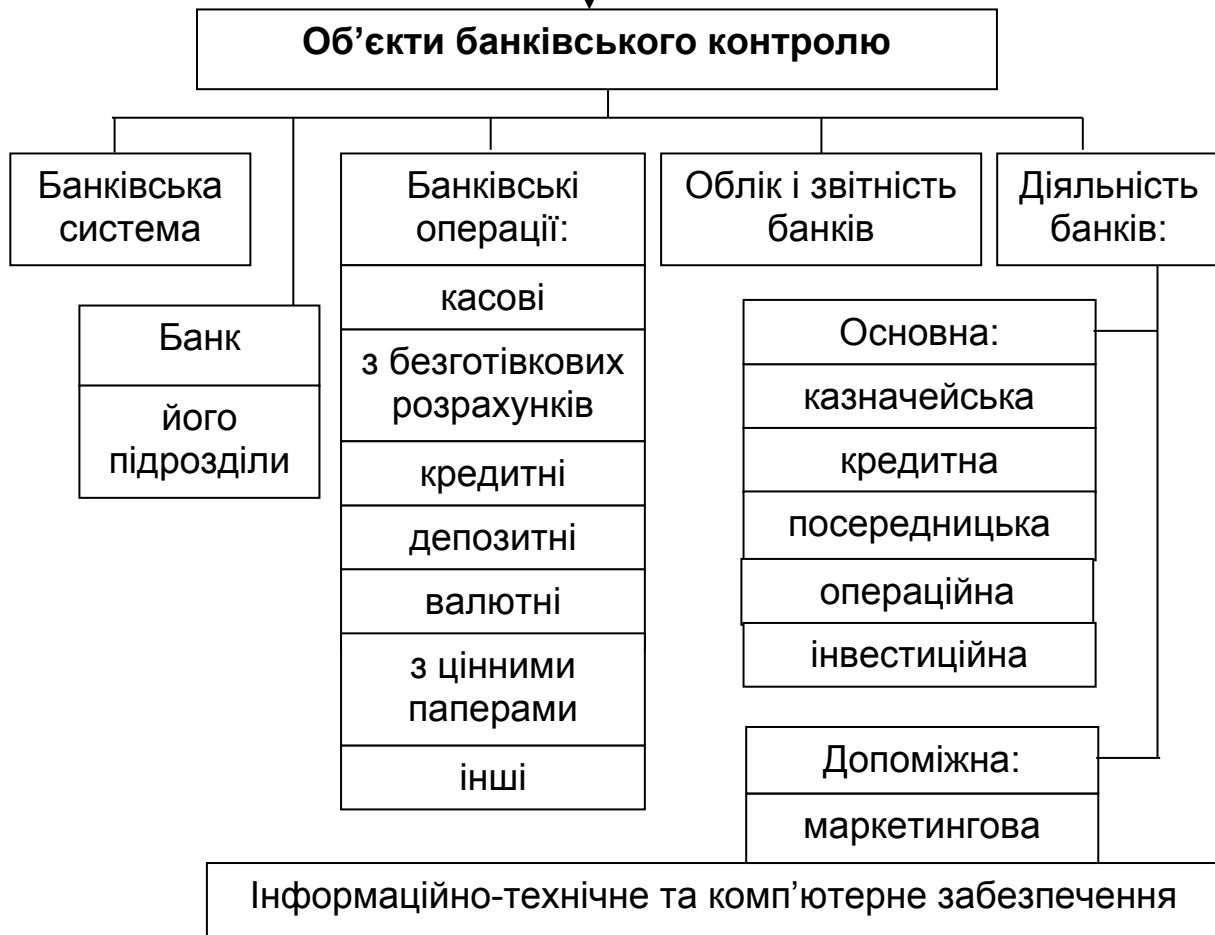 Об’єкти банківського контролю
Банківська
система
Банк
його
підрозділи
Банківські
операції:
касові
з безготівкових
розрахунків
кредитні
депозитні
валютні
з цінними
паперами
інші
Облік і звітність
банків
Діяльність
банків:
Основна:
казначейська
кредитна
посередницька
операційна
інвестиційна
Допоміжна:
маркетингова
Інформаційно-технічне та комп’ютерне забезпечення